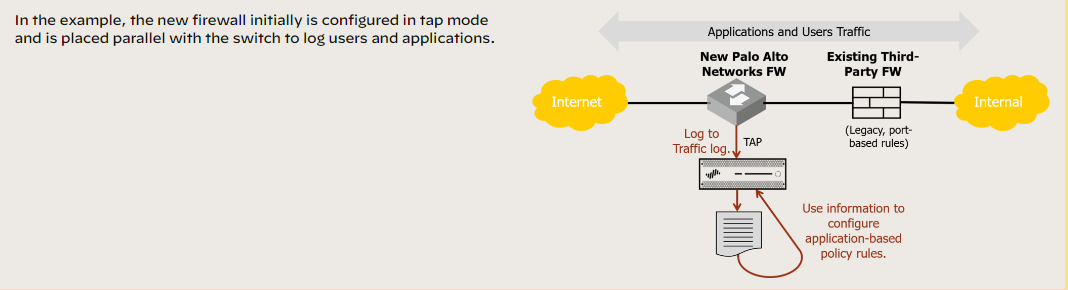 In the example, the new firewall initially is configured in tap mode
and is placed parallel with the switch to log users and applications.
Applications and Users Traffic
New Palo Alto
Networks FW
Existing Third-
Party FW
Internet
Internal
(Legacy, port-
based rules)
Log to
Traffic log.
TAP
Use information to
configure
application-based
policy rules.